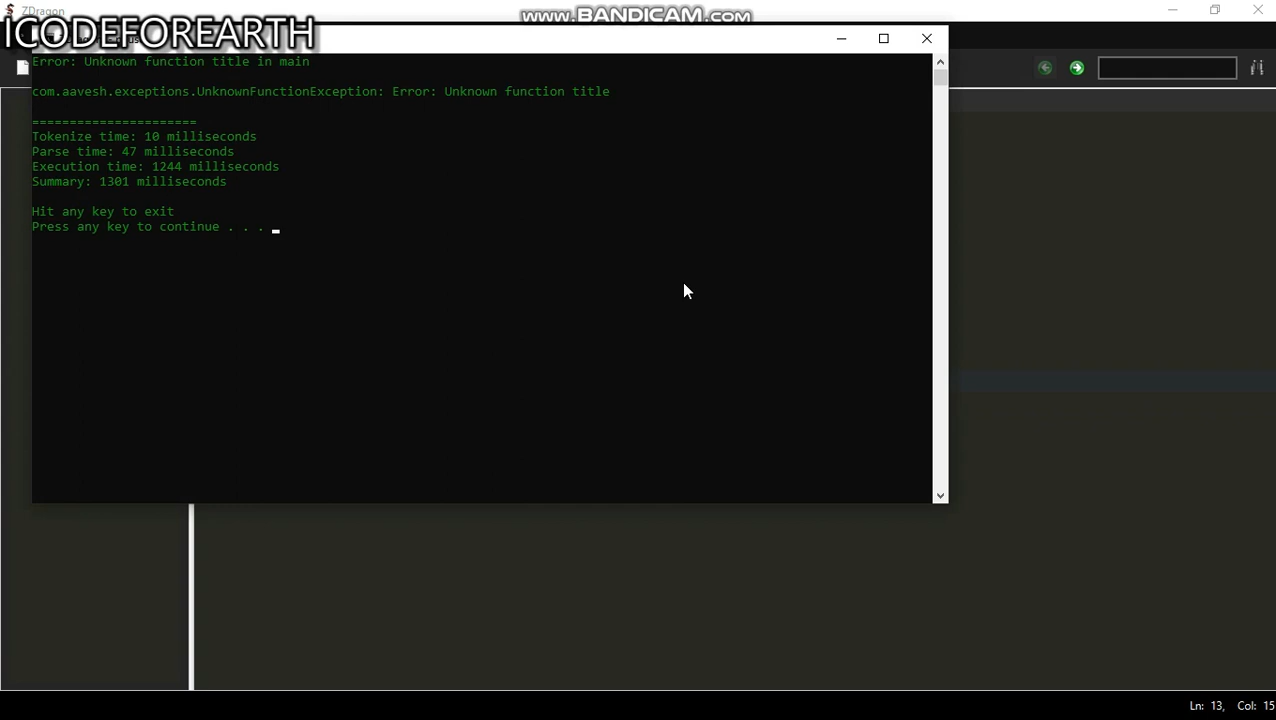 ZDragon
www.BANDICAM.com
ICODEFOREARTH
Error: Unknown function title in main
com.aavesh.exceptions.UnknownFunctionException: Error: Unknown function title
======================
Tokenize time: 10 milliseconds
Parse time: 47 milliseconds
Execution time: 1244 milliseconds
Summary: 1301 milliseconds
Hit any key to exit
Press any key to continue . . .
Ln: 13, Col: 15